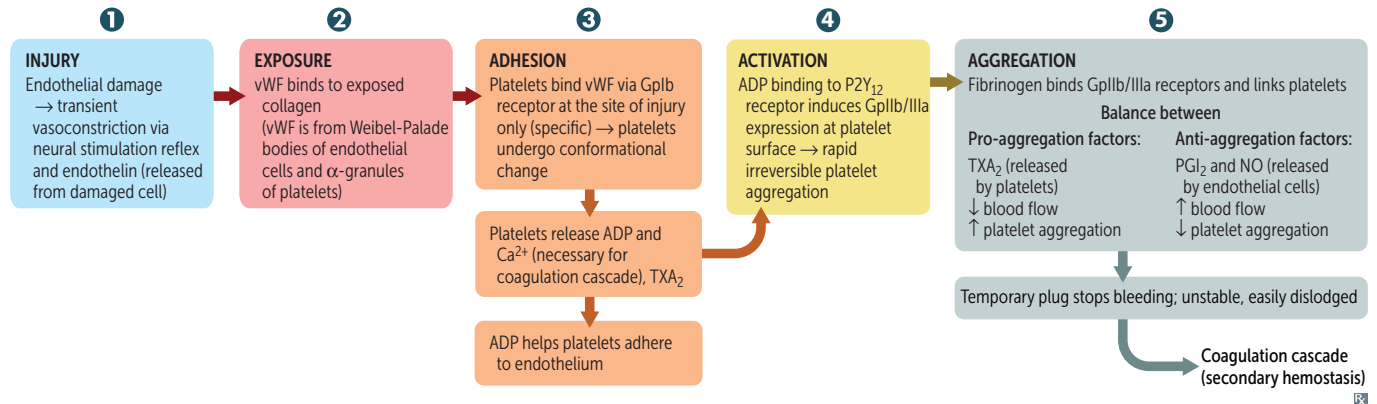 1
2
3
4
5
INJURY
Endothelial damage
→ transient
vasoconstriction via
neural stimulation reflex
and endothelin (released
from damaged cell)
EXPOSURE
vWF binds to exposed
collagen
(vWF is from Weibel-Palade
bodies of endothelial
cells and α-granules
of platelets)
ADHESION
Platelets bind vWF via GpIb
receptor at the site of injury
only (specific) → platelets
undergo conformational
change
Platelets release ADP and
Ca²⁺ (necessary for
coagulation cascade), TXA₂
ADP helps platelets adhere
to endothelium
ACTIVATION
ADP binding to P2Y₁₂
receptor induces GpIIb/IIIa
expression at platelet
surface → rapid
irreversible platelet
aggregation
AGGREGATION
Fibrinogen binds GpIIb/IIIa receptors and links platelets
Balance between
Pro-aggregation factors:
TXA₂ (released
by platelets)
↓ blood flow
↑ platelet aggregation
Anti-aggregation factors:
PGI₂ and NO (released
by endothelial cells)
↑ blood flow
↓ platelet aggregation
Temporary plug stops bleeding; unstable, easily dislodged
Coagulation cascade
(secondary hemostasis)
Rx